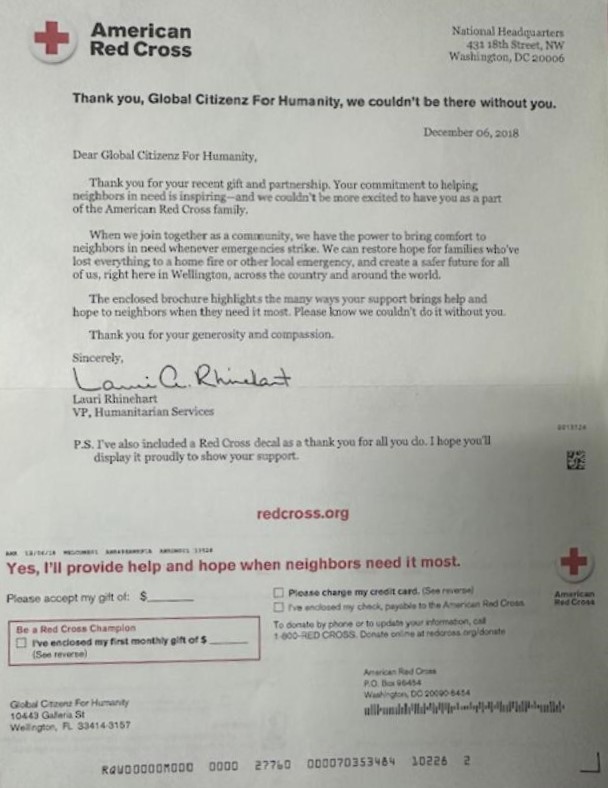 American
Red Cross
National Headquarters
431 18th Street, NW
Washington, DC 20006
Thank you, Global Citizenz For Humanity, we couldn't be there without you.
December 06, 2018
Dear Global Citizenz For Humanity,
Thank you for your recent gift and partnership. Your commitment to helping
neighbors in need is inspiring—and we couldn't be more excited to have you as a part
of the American Red Cross family.
When we join together as a community, we have the power to bring comfort to
neighbors in need whenever emergencies strike. We can restore hope for families who've
lost everything to a home fire or other local emergency, and create a safer future for all
of us, right here in Wellington, across the country and around the world.
The enclosed brochure highlights the many ways your support brings help and
hope to neighbors when they need it most. Please know we couldn't do it without you.
Thank you for your generosity and compassion.
Sincerely,
Lauri A. Rhinehart
Lauri Rhinehart
VP, Humanitarian Services
P.S. I've also included a Red Cross decal as a thank you for all you do. I hope you'll
display it proudly to show your support.
redcross.org
Yes, I'll provide help and hope when neighbors need it most.
American
Red Cross
Please accept my gift of: $
Please charge my credit card. (See reverse)
I've enclosed my check, payable to the American Red Cross
Be a Red Cross Champion
I've enclosed my first monthly gift of $
(See reverse)
To donate by phone or to update your information, call
1-800-RED CROSS. Donate online at redcross.org/donate
American Red Cross
P.O. Box 96454
Washington, DC 20090-6454
Global Citizenz For Humanity
10443 Galleria St
Wellington, FL 33414-3157
0000 27760 000070353484 10228 2